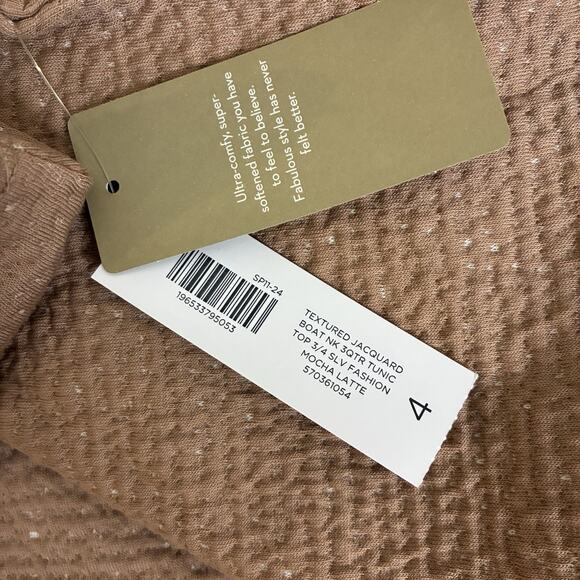 Ultra-comfy, super-
softened fabric you have
to feel to believe.
Fabulous style has never
felt better.
SP11-24
196533795053
TEXTURED JACQUARD
BOAT NK 3QTR TUNIC
TOP 3/4 SLV FASHION
MOCHA LATTE
570361054
4